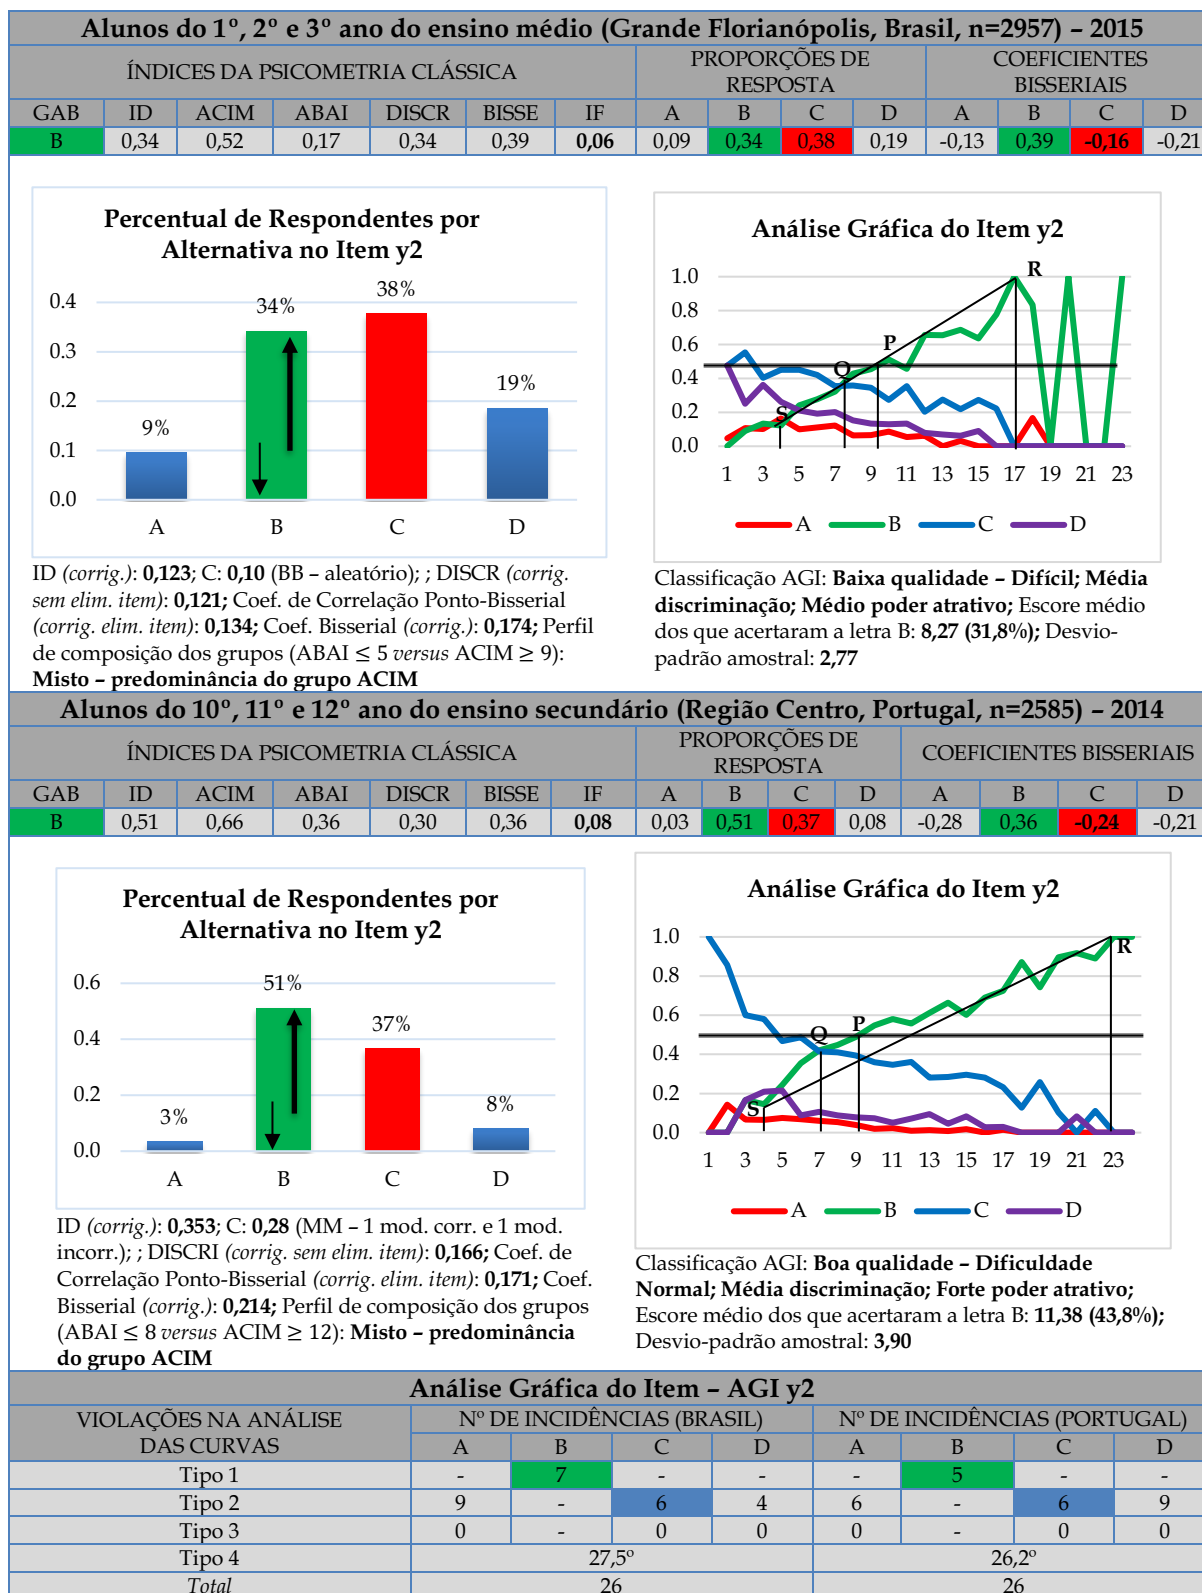 Alunos do 1º, 2º e 3º ano do ensino médio (Grande Florianópolis, Brasil, n=2957) – 2015
ÍNDICES DA PSICOMETRIA CLÁSSICA PROPORÇÕES DE RESPOSTA COEFICIENTES BISSERIAIS
GAB ID ACIM ABAI DISCR BISSE IF A B C D A B C D
B 0,34 0,52 0,17 0,34 0,39 0,06 0,09 0,34 0,38 0,19 -0,13 0,39 -0,16 -0,21
Percentual de Respondentes por
Alternativa no Item y2
0.4
0.3
0.2
0.1
0.0
9% 34% 38% 19%
A B C D
Análise Gráfica do Item y2
1.0
0.8
0.6
0.4
0.2
0.0
S Q P R
1 3 5 7 9 11 13 15 17 19 21 23
A B C D
ID (corrig.): 0,123; C: 0,10 (BB – aleatório); ; DISCR (corrig.
sem elim. item): 0,121; Coef. de Correlação Ponto-Bisserial
(corrig. elim. item): 0,134; Coef. Bisserial (corrig.): 0,174; Perfil
de composição dos grupos (ABAI ≤ 5 versus ACIM ≥ 9):
Misto – predominância do grupo ACIM
Classificação AGI: Baixa qualidade – Difícil; Média
discriminação; Médio poder atrativo; Escore médio
dos que acertaram a letra B: 8,27 (31,8%); Desvio-
padrão amostral: 2,77
Alunos do 10º, 11º e 12º ano do ensino secundário (Região Centro, Portugal, n=2585) – 2014
ÍNDICES DA PSICOMETRIA CLÁSSICA PROPORÇÕES DE RESPOSTA COEFICIENTES BISSERIAIS
GAB ID ACIM ABAI DISCR BISSE IF A B C D A B C D
B 0,51 0,66 0,36 0,30 0,36 0,08 0,03 0,51 0,37 0,08 -0,28 0,36 -0,24 -0,21
Percentual de Respondentes por
Alternativa no Item y2
0.6
0.4
0.2
0.0
3% 51% 37% 8%
A B C D
Análise Gráfica do Item y2
1.0
0.8
0.6
0.4
0.2
0.0
S Q P R
1 3 5 7 9 11 13 15 17 19 21 23
A B C D
ID (corrig.): 0,353; C: 0,28 (MM – 1 mod. corr. e 1 mod.
incorr.); ; DISCRI (corrig. sem elim. item): 0,166; Coef. de
Correlação Ponto-Bisserial (corrig. elim. item): 0,171; Coef.
Bisserial (corrig.): 0,214; Perfil de composição dos grupos
(ABAI ≤ 8 versus ACIM ≥ 12): Misto – predominância
do grupo ACIM
Classificação AGI: Boa qualidade – Dificuldade
Normal; Média discriminação; Forte poder atrativo;
Escore médio dos que acertaram a letra B: 11,38 (43,8%);
Desvio-padrão amostral: 3,90
Análise Gráfica do Item – AGI y2
VIOLAÇÕES NA ANÁLISE DAS CURVAS Nº DE INCIDÊNCIAS (BRASIL) Nº DE INCIDÊNCIAS (PORTUGAL)
A B C D A B C D
Tipo 1 - 7 - - - 5 - -
Tipo 2 9 - 6 4 6 - 6 9
Tipo 3 0 - 0 0 0 - 0 0
Tipo 4 27,5º 26,2º
Total 26 26